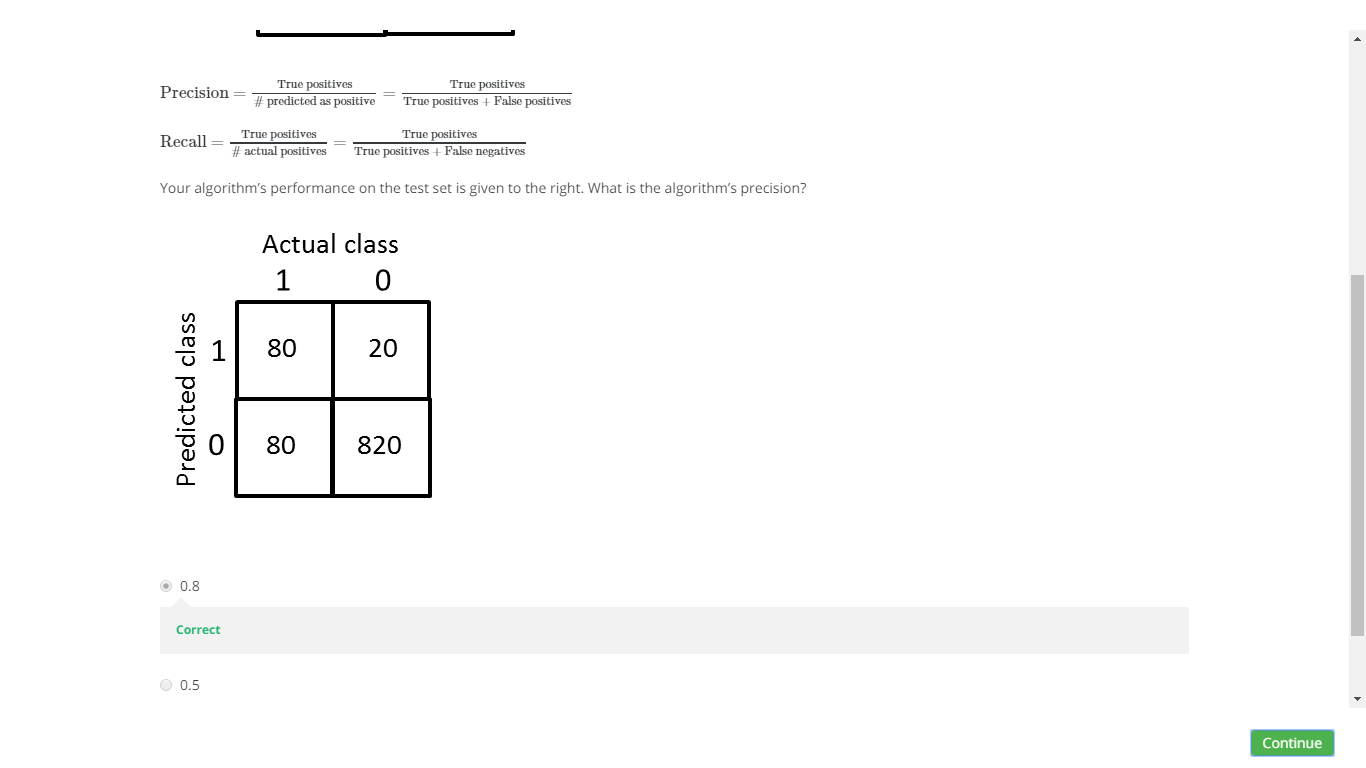 Precision = True positives / # predicted as positive = True positives / True positives + False positives
Recall = True positives / # actual positives = True positives / True positives + False negatives
Your algorithm’s performance on the test set is given to the right. What is the algorithm’s precision?
Actual class
1 0
Predicted class
1 80 20
0 80 820
0.8
Correct
0.5
Continue